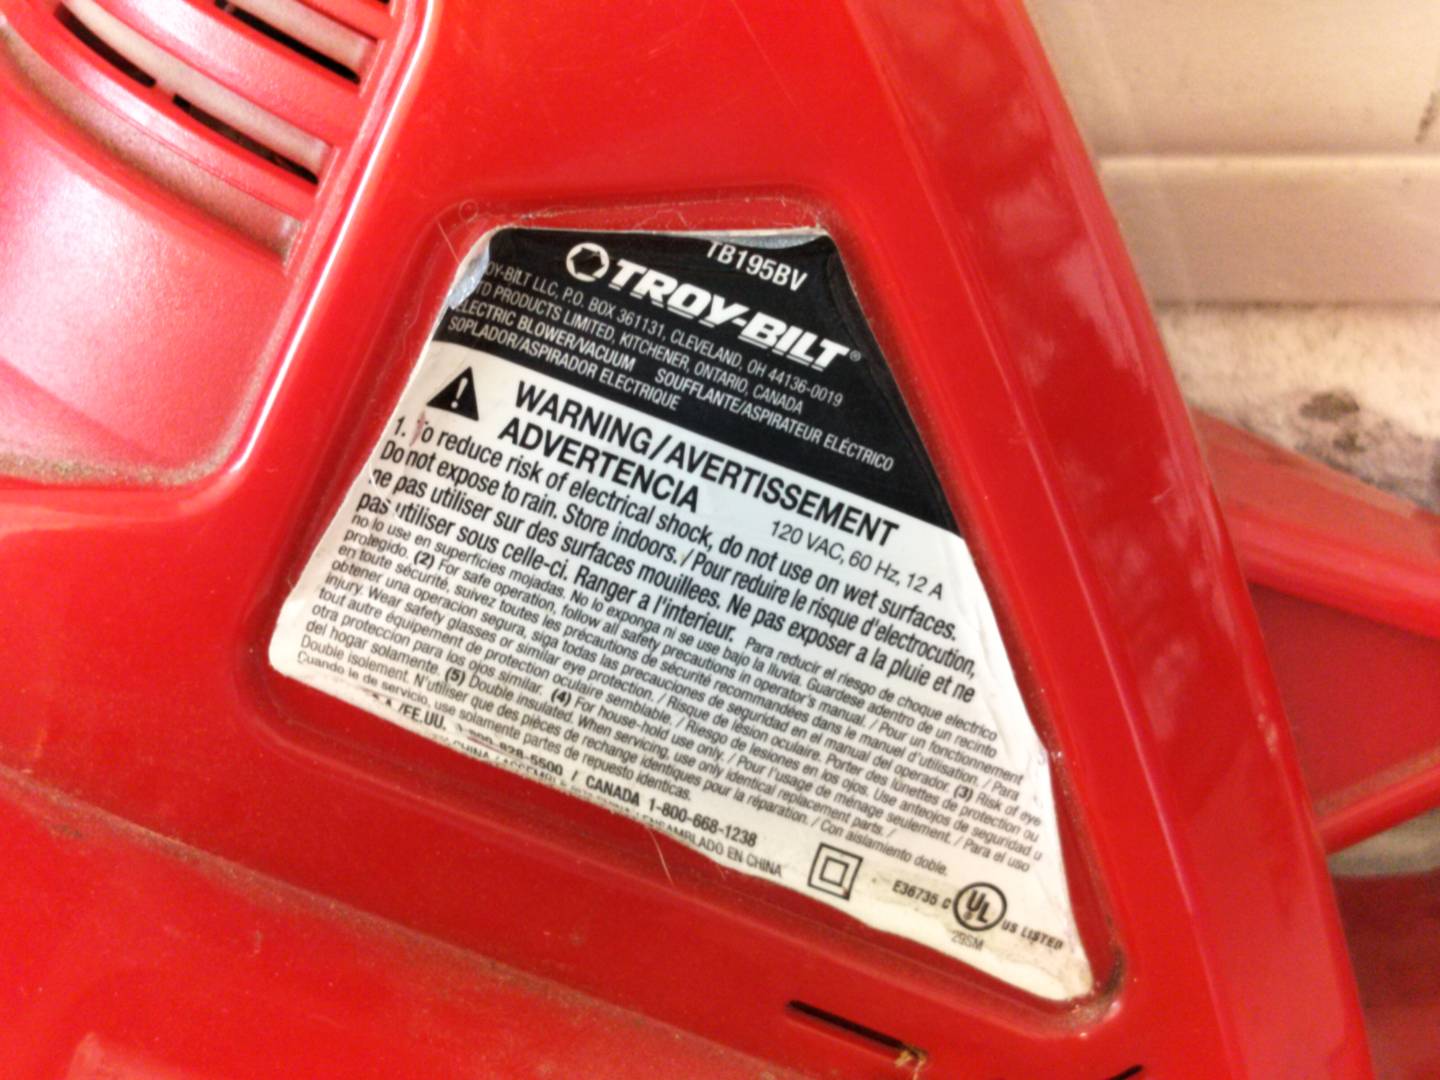 TB195BV
TROY-BILT®
OY-BILT LLC, P.O. BOX 361131, CLEVELAND, OH 44136-0019
TD PRODUCTS LIMITED, KITCHENER, ONTARIO, CANADA
ELECTRIC BLOWER/VACUUM SOUFFLANTE/ASPIRATEUR ELÉCTRICO
SOPLADOR/ASPIRADOR ELECTRIQUE
WARNING/AVERTISSEMENT
ADVERTENCIA 120 VAC, 60 Hz, 12 A
1. To reduce risk of electrical shock, do not use on wet surfaces.
Do not expose to rain. Store indoors. / Pour reduire le risque d'electrocution,
ne pas utiliser sur des surfaces mouillees. Ne pas exposer a la pluie et ne
pas utiliser sous celle-ci. Ranger a l'interieur. Para reducir el riesgo de choque electrico
no lo use en superficies mojadas. No lo exponga ni se use bajo la lluvia. Guardese adentro de un recinto
protegido. (2) For safe operation, follow all safety precautions in operator's manual. / Pour un fonctionnement
en toute sécurité, suivez toutes les précautions de sécurité recommandées dans le manuel d'utilisation. / Para
obtener una operacion segura, siga todas las precauciones de seguridad en el manual del operador. (3) Risk of eye
injury. Wear safety glasses or similar eye protection. / Risque de lésion oculaire. Porter des lunettes de protection ou
tout autre équipement de protection oculaire semblable. / Riesgo de lesiones en los ojos. Use anteojos de seguridad u
otra proteccion para los ojos similar. (4) For house-hold use only. / Pour l'usage de ménage seulement. / Para el uso
del hogar solamente. (5) Double insulated. When servicing, use only identical replacement parts. /
Double isolement. N'utiliser que des pièces de rechange identiques pour la réparation. / Con aislamiento doble.
Cuando le de servicio, use solamente partes de repuesto identicas.
/EE.UU. 1-800-828-5500 / CANADA 1-800-668-1238
CHINA / ENSAMBLADO EN CHINA
E36735 C UL US LISTED
29SM